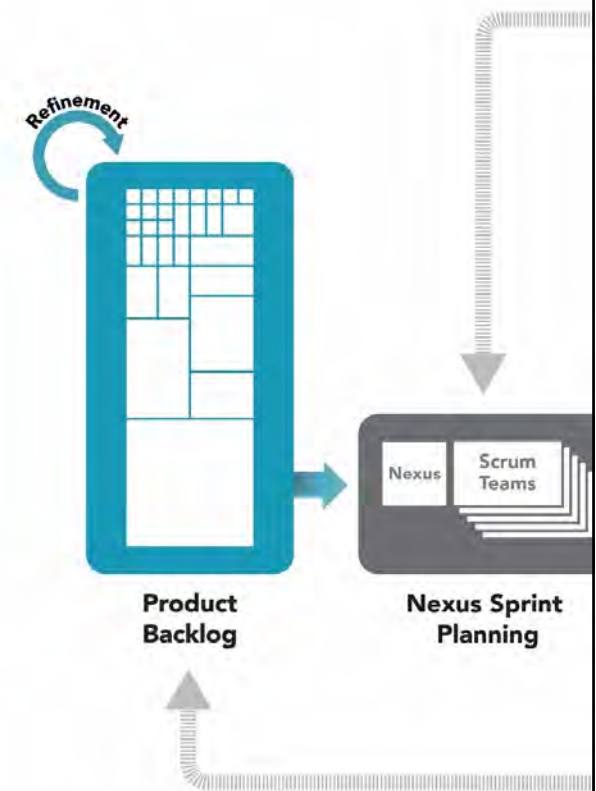 Refinement
Nexus
Scrum
Teams
Product
Backlog
Nexus Sprint
Planning